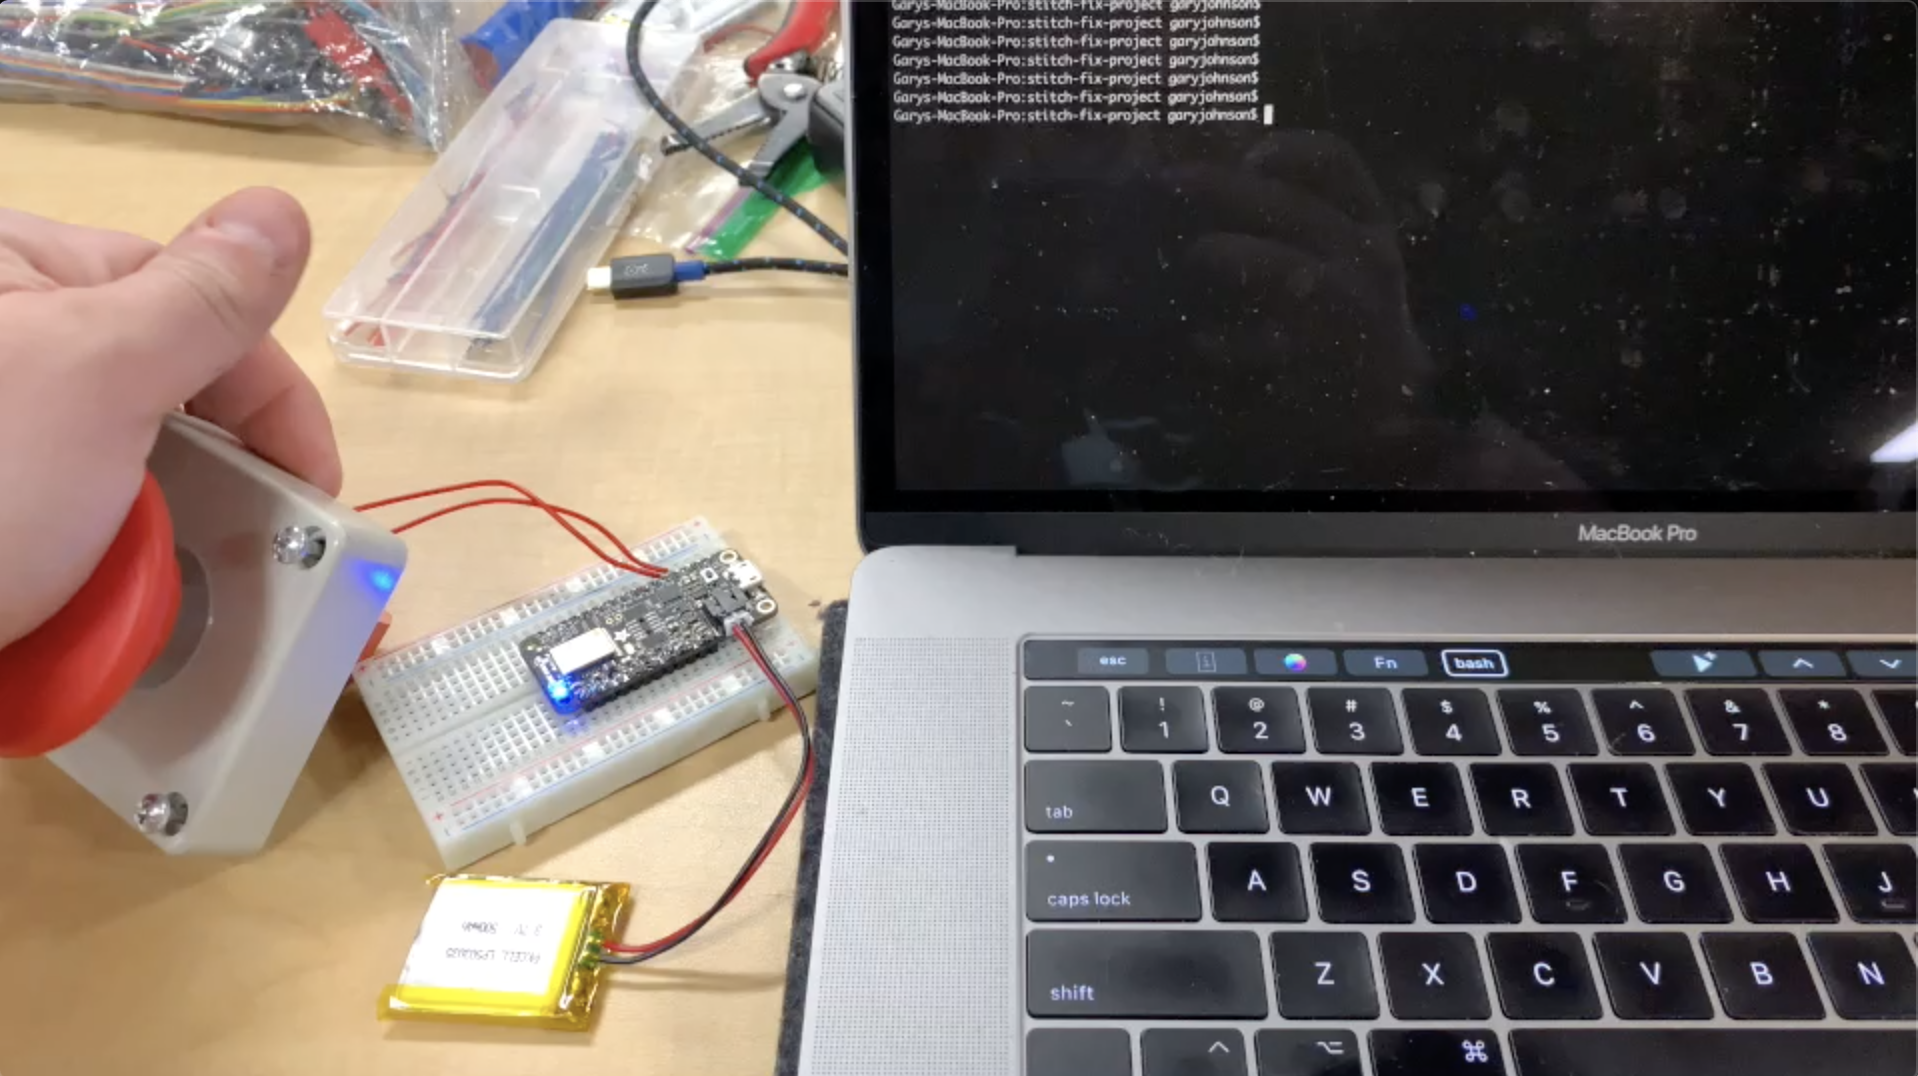 Garys-MacBook-Pro:stitch-fix-project garyjohnson$
Garys-MacBook-Pro:stitch-fix-project garyjohnson$
Garys-MacBook-Pro:stitch-fix-project garyjohnson$
Garys-MacBook-Pro:stitch-fix-project garyjohnson$
Garys-MacBook-Pro:stitch-fix-project garyjohnson$
Garys-MacBook-Pro:stitch-fix-project garyjohnson$
Garys-MacBook-Pro:stitch-fix-project garyjohnson$
MacBook Pro
esc Fn bash
~ ! @ # $ % ^ & *
` 1 2 3 4 5 6 7 8
tab Q W E R T Y U
caps lock A S D F G H J
shift Z X C V B N
⌃ ⌥ ⌘
3.7V 500mAh